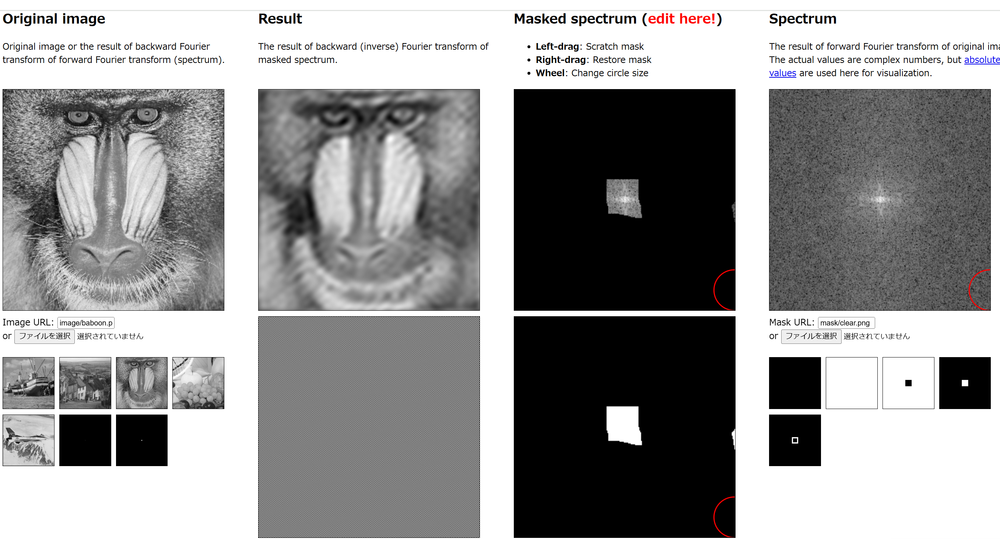 Original image
Original image or the result of backward Fourier
transform of forward Fourier transform (spectrum).
Image URL: image/baboon.p
or ファイルを選択 選択されていません
Result
The result of backward (inverse) Fourier transform of
masked spectrum.
Masked spectrum (edit here!)
• Left-drag: Scratch mask
• Right-drag: Restore mask
• Wheel: Change circle size
Spectrum
The result of forward Fourier transform of original ima
The actual values are complex numbers, but absolute
values are used here for visualization.
Mask URL: mask/clear.png
or ファイルを選択 選択されていません